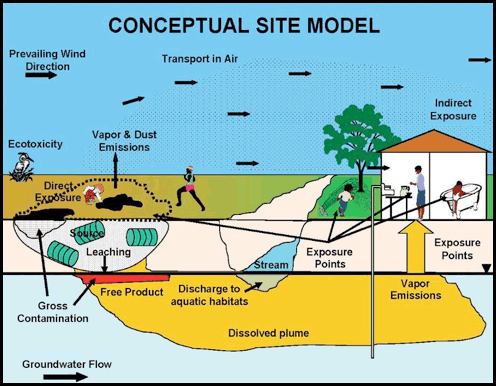 CONCEPTUAL SITE MODEL
Prevailing Wind
Direction
Transport in Air
Indirect
Exposure
Ecotoxicity
Vapor & Dust
Emissions
Direct
Exposure
Source
Leaching
Gross
Contamination
Free Product
Stream
Discharge to
aquatic habitats
Exposure
Points
Exposure
Points
Vapor
Emissions
Dissolved plume
Groundwater Flow